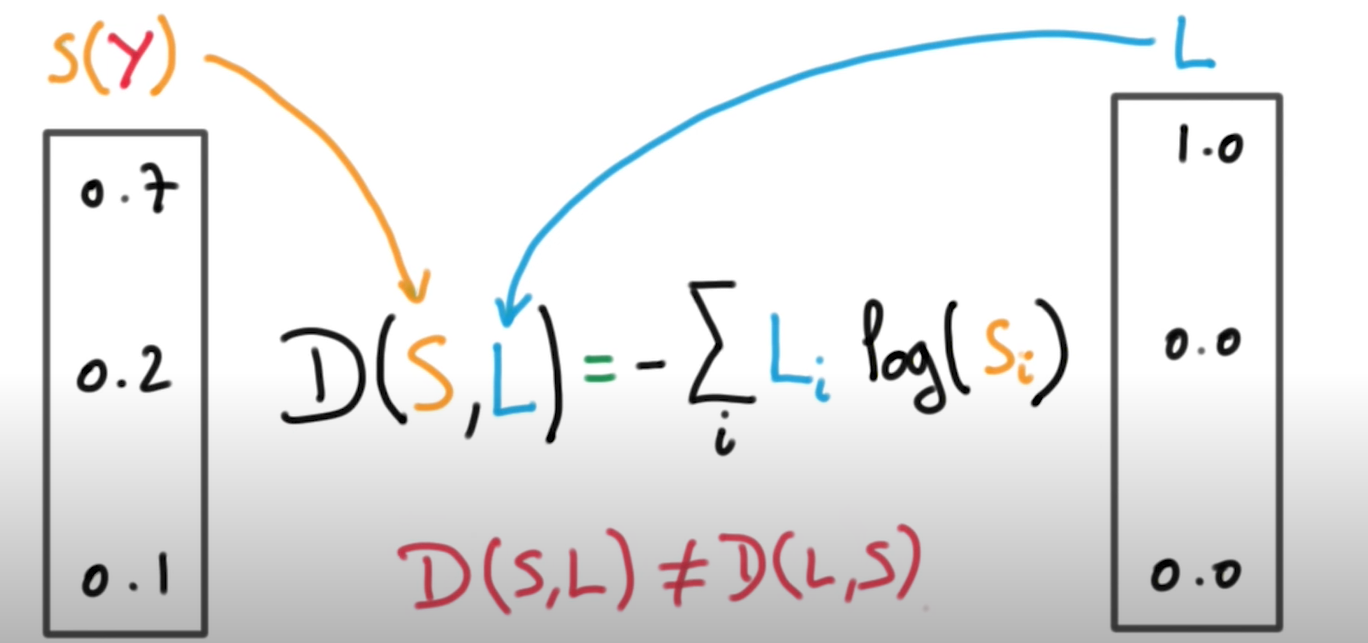 S(Y)
L
0.7
1.0
0.2
D(S,L) = - ∑ᵢ Lᵢ log(Sᵢ)
0.0
0.1
D(S,L) ≠ D(L,S)
0.0